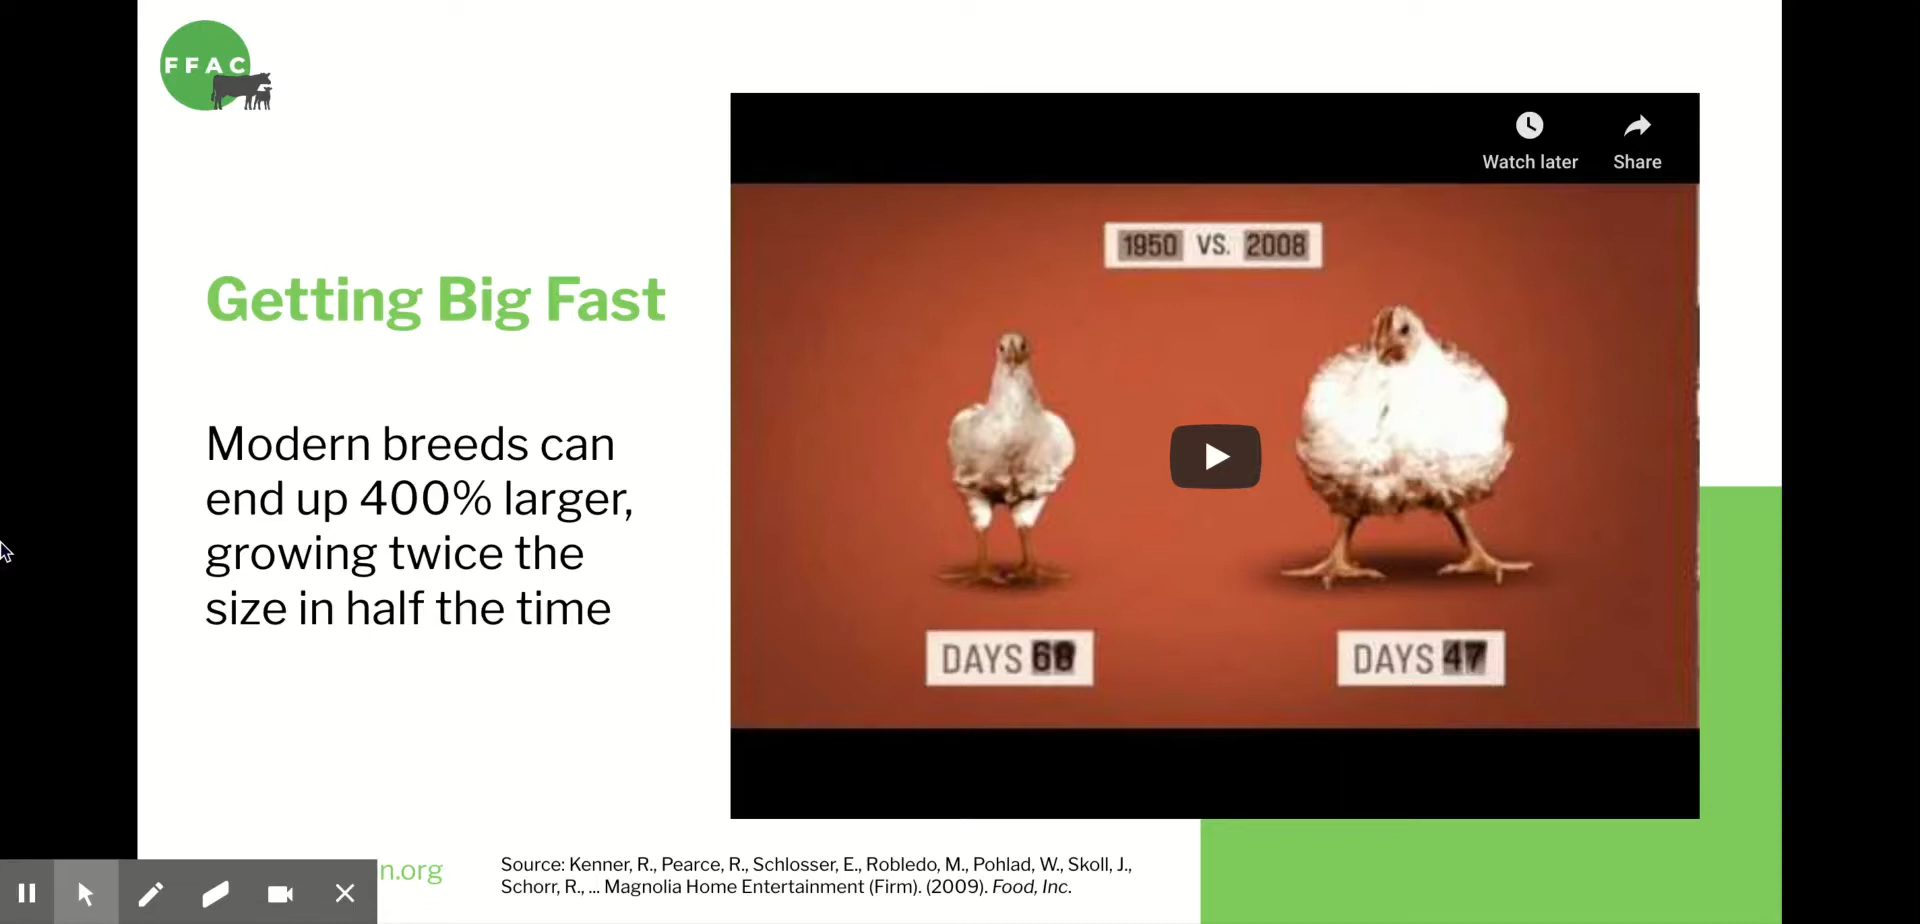 FFAC
Watch later
Share
1950 VS. 2008
Getting Big Fast
Modern breeds can
end up 400% larger,
growing twice the
size in half the time
DAYS 68
DAYS 47
n.org
Source: Kenner, R., Pearce, R., Schlosser, E., Robledo, M., Pohlad, W., Skoll, J.,
Schorr, R., ... Magnolia Home Entertainment (Firm). (2009). Food, Inc.